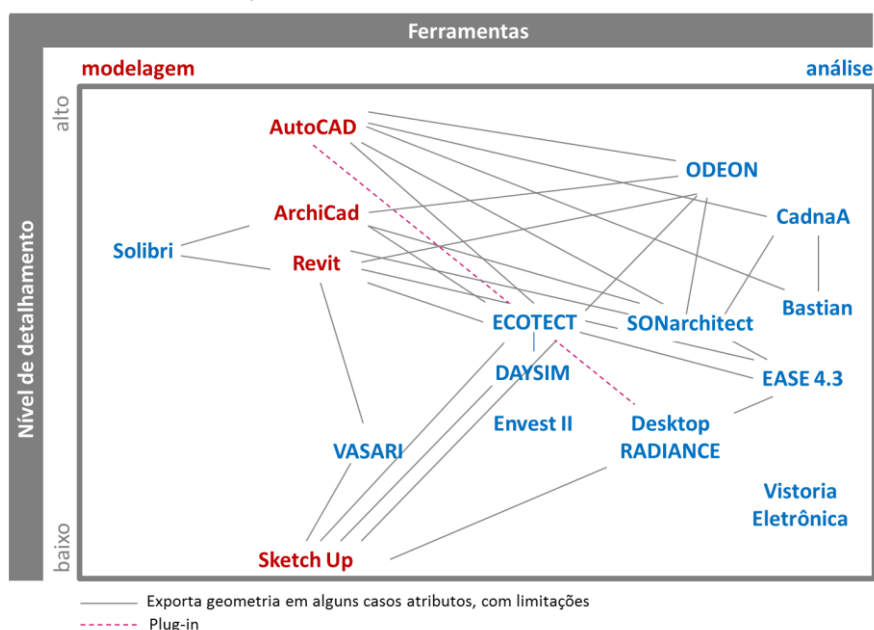 Ferramentas
modelagem
análise
Nível de detalhamento
alto
baixo
AutoCAD
ODEON
ArchiCad
CadnaA
Solibri
Revit
Bastian
ECOTECT
SONarchitect
DAYSIM
EASE 4.3
Envest II
Desktop
RADIANCE
VASARI
Vistoria
Eletrônica
Sketch Up
Exporta geometria em alguns casos atributos, com limitações
Plug-in